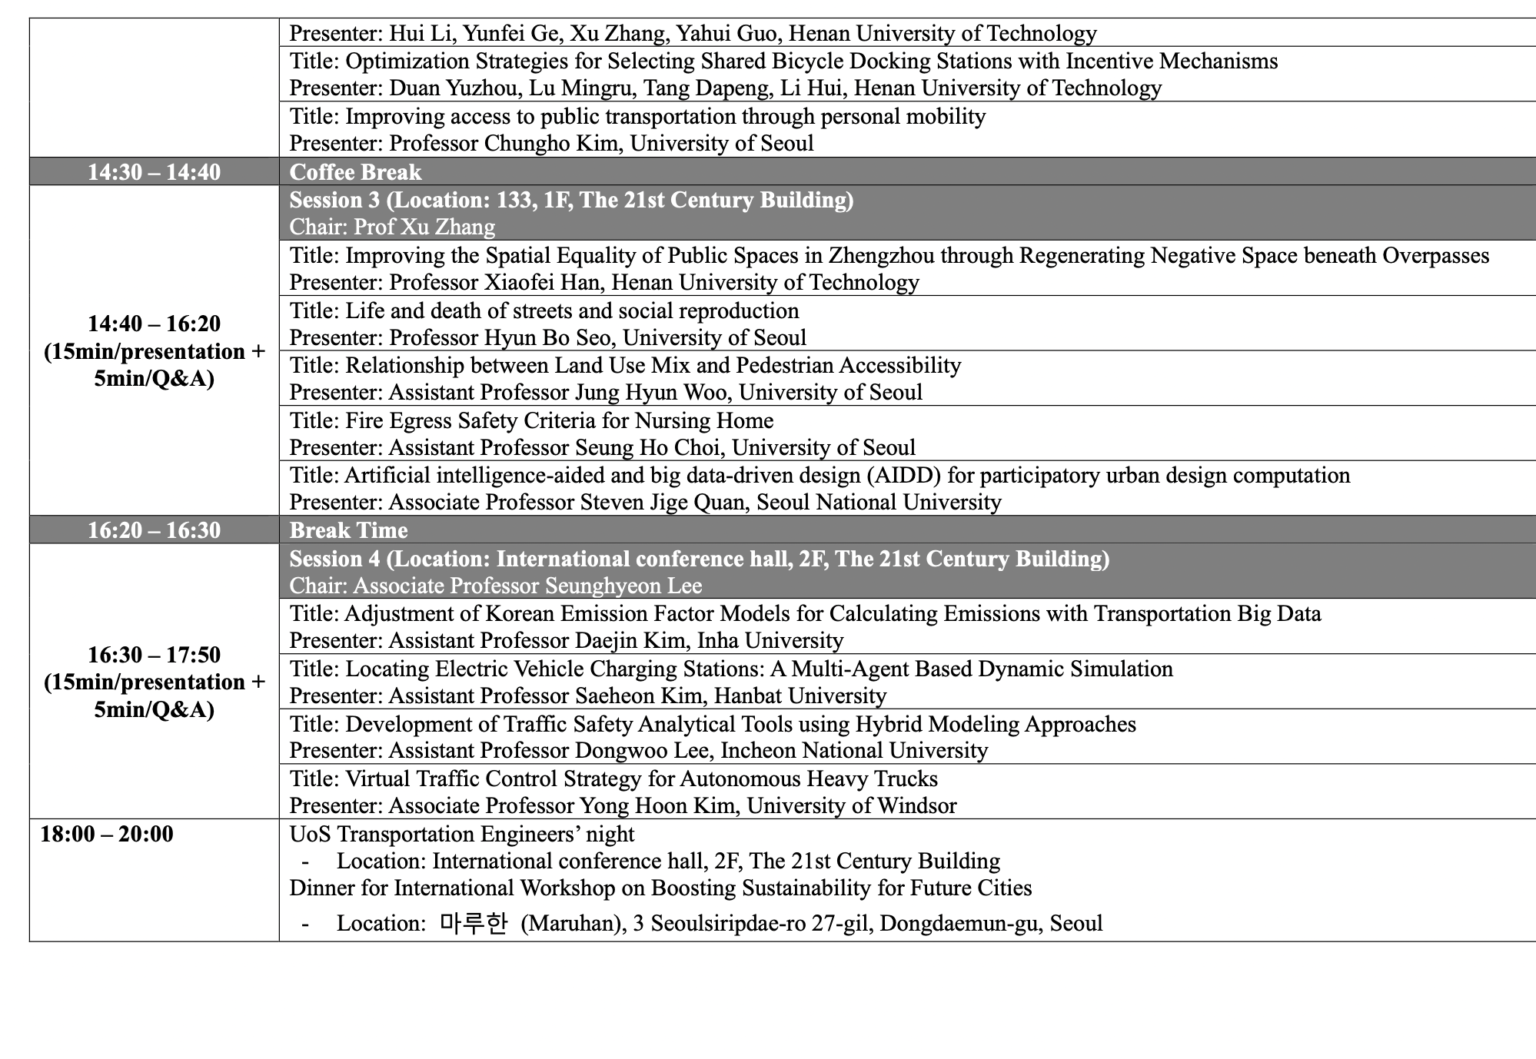 Presenter: Hui Li, Yunfei Ge, Xu Zhang, Yahui Guo, Henan University of Technology
Title: Optimization Strategies for Selecting Shared Bicycle Docking Stations with Incentive Mechanisms
Presenter: Duan Yuzhou, Lu Mingru, Tang Dapeng, Li Hui, Henan University of Technology
Title: Improving access to public transportation through personal mobility
Presenter: Professor Chungho Kim, University of Seoul
14:30 – 14:40
Coffee Break
14:40 – 16:20
(15min/presentation +
5min/Q&A)
Session 3 (Location: 133, 1F, The 21st Century Building)
Chair: Prof Xu Zhang
Title: Improving the Spatial Equality of Public Spaces in Zhengzhou through Regenerating Negative Space beneath Overpasses
Presenter: Professor Xiaofei Han, Henan University of Technology
Title: Life and death of streets and social reproduction
Presenter: Professor Hyun Bo Seo, University of Seoul
Title: Relationship between Land Use Mix and Pedestrian Accessibility
Presenter: Assistant Professor Jung Hyun Woo, University of Seoul
Title: Fire Egress Safety Criteria for Nursing Home
Presenter: Assistant Professor Seung Ho Choi, University of Seoul
Title: Artificial intelligence-aided and big data-driven design (AIDD) for participatory urban design computation
Presenter: Associate Professor Steven Jige Quan, Seoul National University
16:20 – 16:30
Break Time
16:30 – 17:50
(15min/presentation +
5min/Q&A)
Session 4 (Location: International conference hall, 2F, The 21st Century Building)
Chair: Associate Professor Seunghyeon Lee
Title: Adjustment of Korean Emission Factor Models for Calculating Emissions with Transportation Big Data
Presenter: Assistant Professor Daejin Kim, Inha University
Title: Locating Electric Vehicle Charging Stations: A Multi-Agent Based Dynamic Simulation
Presenter: Assistant Professor Saeheon Kim, Hanbat University
Title: Development of Traffic Safety Analytical Tools using Hybrid Modeling Approaches
Presenter: Assistant Professor Dongwoo Lee, Incheon National University
Title: Virtual Traffic Control Strategy for Autonomous Heavy Trucks
Presenter: Associate Professor Yong Hoon Kim, University of Windsor
18:00 – 20:00
UoS Transportation Engineers’ night
- Location: International conference hall, 2F, The 21st Century Building
Dinner for International Workshop on Boosting Sustainability for Future Cities
- Location: 마루한 (Maruhan), 3 Seoulsiripdae-ro 27-gil, Dongdaemun-gu, Seoul